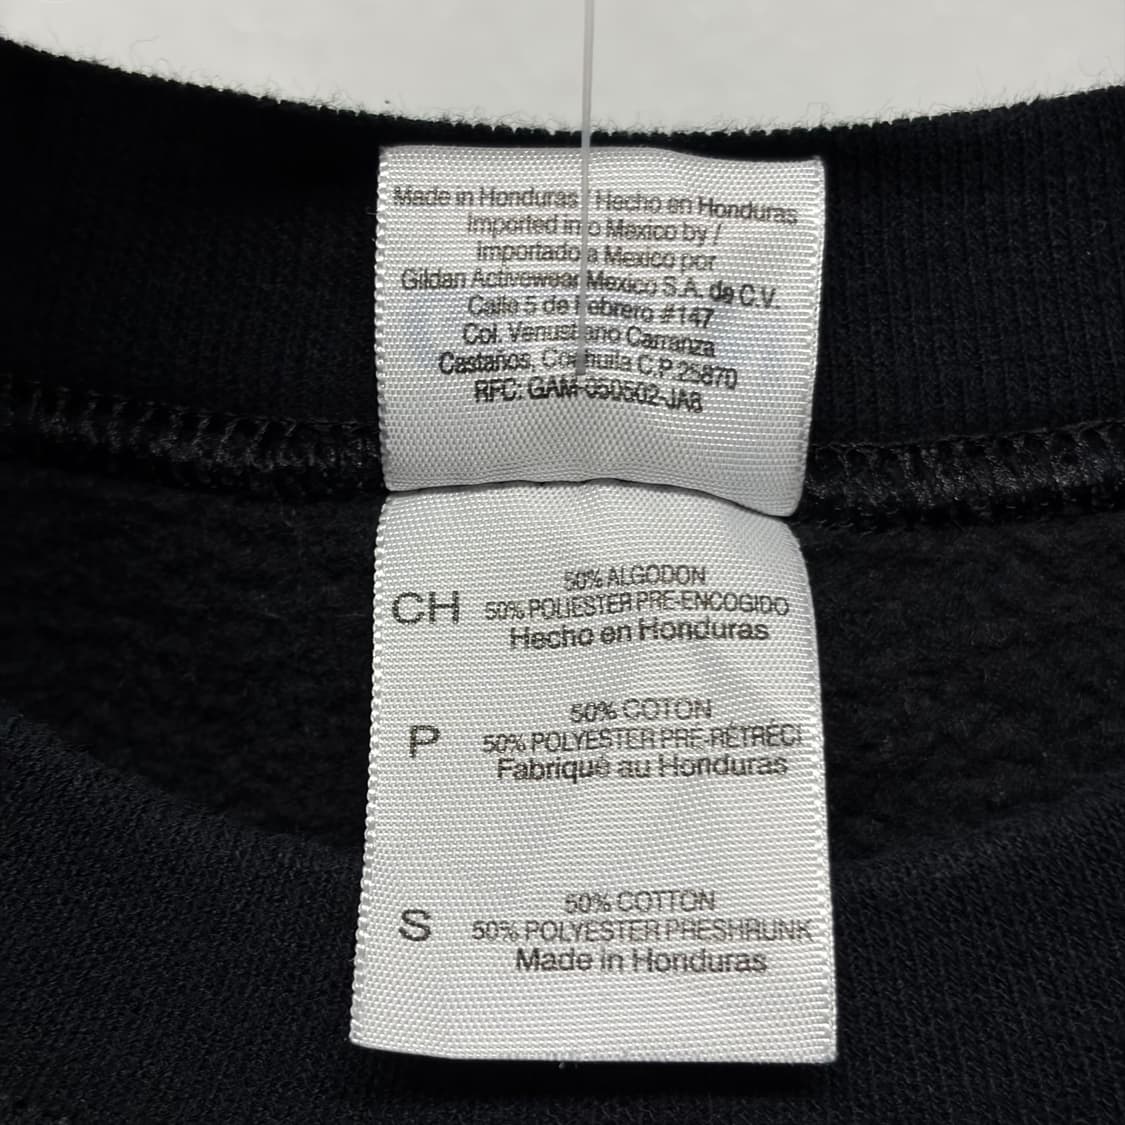 Made in Honduras / Hecho en Honduras
Imported into Mexico by /
Importado a Mexico por
Gildan Activewear Mexico S.A. de C.V.
Calle 5 de Febrero #147
Col. Venustiano Carranza
Castaños, Coahuila C.P.25870
RFC: GAM-050502-JA8
50% ALGODON
CH 50% POLIESTER PRE-ENCOGIDO
Hecho en Honduras
50% COTON
P 50% POLYESTER PRÉ-RÉTRÉCI
Fabriqué au Honduras
50% COTTON
S 50% POLYESTER PRESHRUNK
Made in Honduras